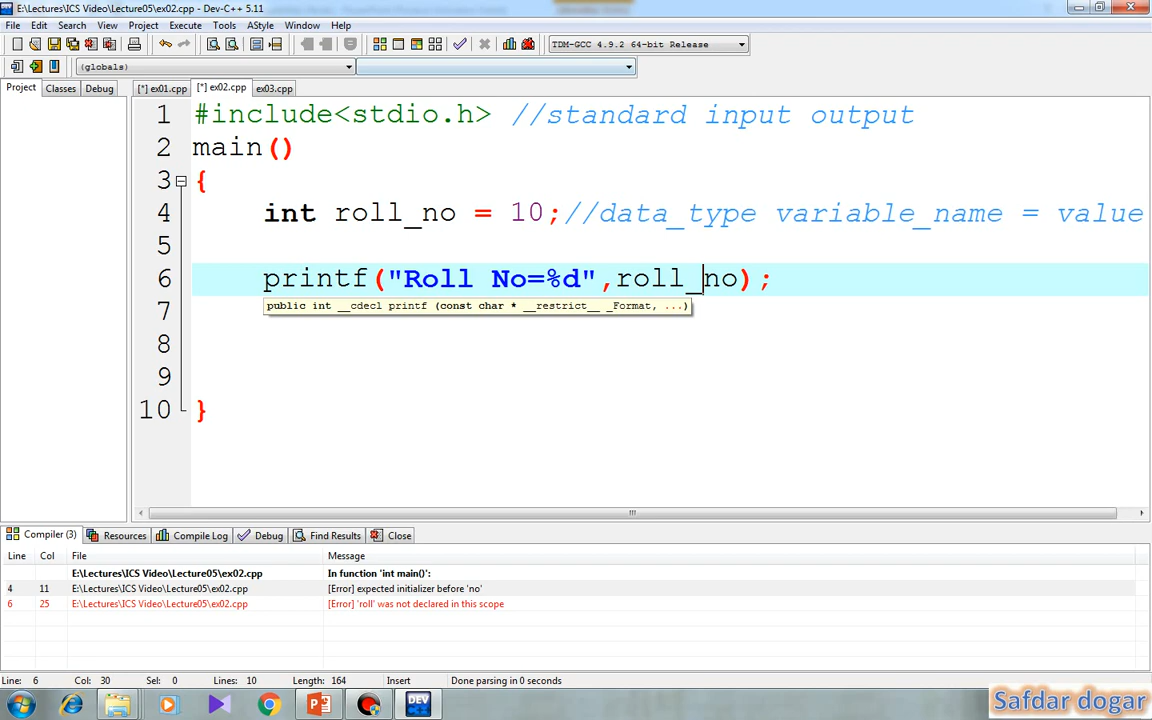 E:\Lectures\ICS Video\Lecture05\ex02.cpp - Dev-C++ 5.11
File Edit Search View Project Execute Tools AStyle Window Help
TDM-GCC 4.9.2 64-bit Release
(globals)
Project Classes Debug [*] ex01.cpp [*] ex02.cpp ex03.cpp
1 #include<stdio.h> //standard input output
2 main()
3 {
4 int roll_no = 10;//data_type variable_name = value
5
6 printf("Roll No=%d",roll_no);
public int __cdecl printf (const char * __restrict__ _Format, ...)
7
8
9
10 }
Compiler (3) Resources Compile Log Debug Find Results Close
Line Col File Message
E:\Lectures\ICS Video\Lecture05\ex02.cpp In function 'int main()':
4 11 E:\Lectures\ICS Video\Lecture05\ex02.cpp [Error] expected initializer before 'no'
6 25 E:\Lectures\ICS Video\Lecture05\ex02.cpp [Error] 'roll' was not declared in this scope
Line: 6 Col: 30 Sel: 0 Lines: 10 Length: 164 Insert Done parsing in 0 seconds
DEV
Safdar dogar